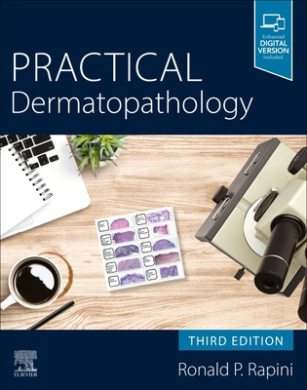 Enhanced
DIGITAL
VERSION
Included
PRACTICAL
Dermatopathology
THIRD EDITION
ELSEVIER
Ronald P. Rapini